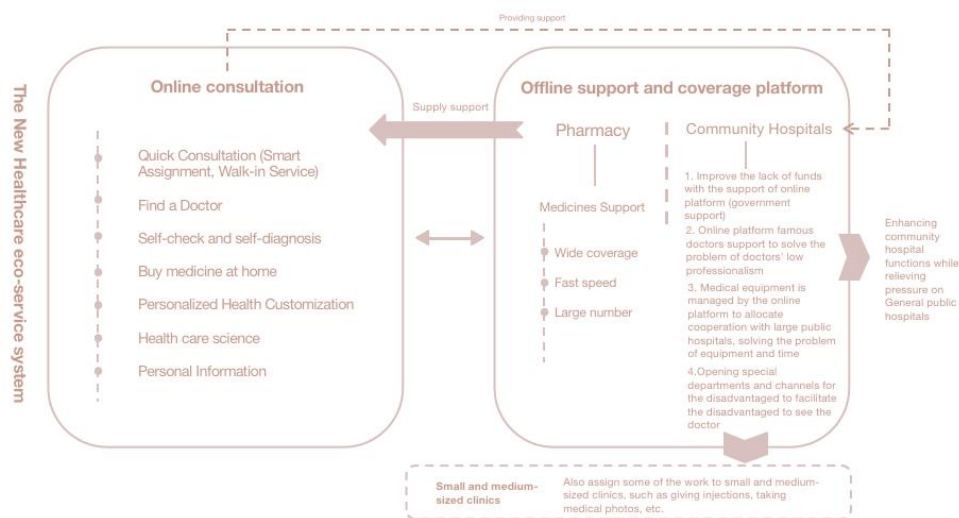 Providing support
The New Healthcare eco-service system
Online consultation
Quick Consultation (Smart
Assignment, Walk-in Service)
Find a Doctor
Self-check and self-diagnosis
Buy medicine at home
Personalized Health Customization
Health care science
Personal Information
Supply support
Offline support and coverage platform
Pharmacy
Medicines Support
Wide coverage
Fast speed
Large number
Community Hospitals
1. Improve the lack of funds
with the support of online
platform (government
support)
2. Online platform famous
doctors support to solve the
problem of doctors' low
professionalism
3. Medical equipment is
managed by the online
platform to allocate
cooperation with large public
hospitals, solving the problem
of equipment and time
4.Opening special
departments and channels for
the disadvantaged to facilitate
the disadvantaged to see the
doctor
Enhancing
community
hospital
functions while
relieving
pressure on
General public
hospitals
Small and medium-
sized clinics
Also assign some of the work to small and medium-
sized clinics, such as giving injections, taking
medical photos, etc.